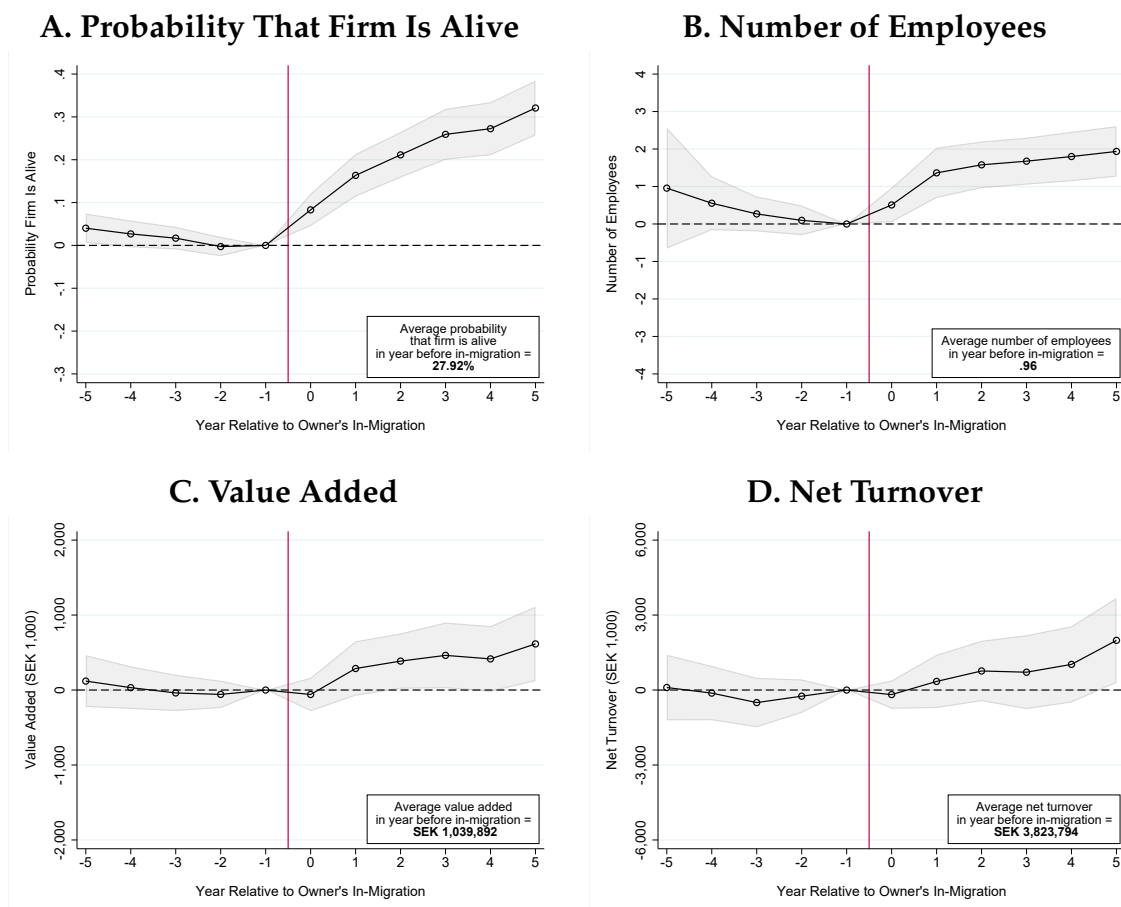 A. Probability That Firm Is Alive
Probability Firm Is Alive
.4
.3
.2
.1
0
-.1
-.2
-.3
Average probability
that firm is alive
in year before in-migration =
27.92%
-5 -4 -3 -2 -1 0 1 2 3 4 5
Year Relative to Owner's In-Migration
B. Number of Employees
Number of Employees
4
3
2
1
0
-1
-2
-3
-4
Average number of employees
in year before in-migration =
.96
-5 -4 -3 -2 -1 0 1 2 3 4 5
Year Relative to Owner's In-Migration
C. Value Added
Value Added (SEK 1,000)
2,000
1,000
0
-1,000
-2,000
Average value added
in year before in-migration =
SEK 1,039,892
-5 -4 -3 -2 -1 0 1 2 3 4 5
Year Relative to Owner's In-Migration
D. Net Turnover
Net Turnover (SEK 1,000)
6,000
3,000
0
-3,000
-6,000
Average net turnover
in year before in-migration =
SEK 3,823,794
-5 -4 -3 -2 -1 0 1 2 3 4 5
Year Relative to Owner's In-Migration